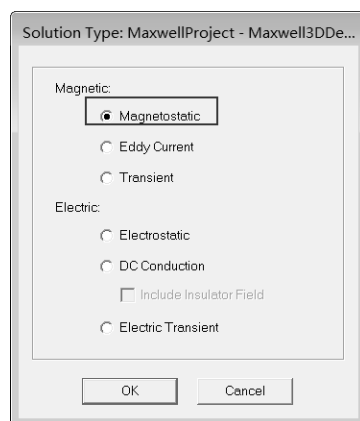 Solution Type: MaxwellProject - Maxwell3DDe...
Magnetic:
Magnetostatic
Eddy Current
Transient
Electric:
Electrostatic
DC Conduction
Include Insulator Field
Electric Transient
OK
Cancel